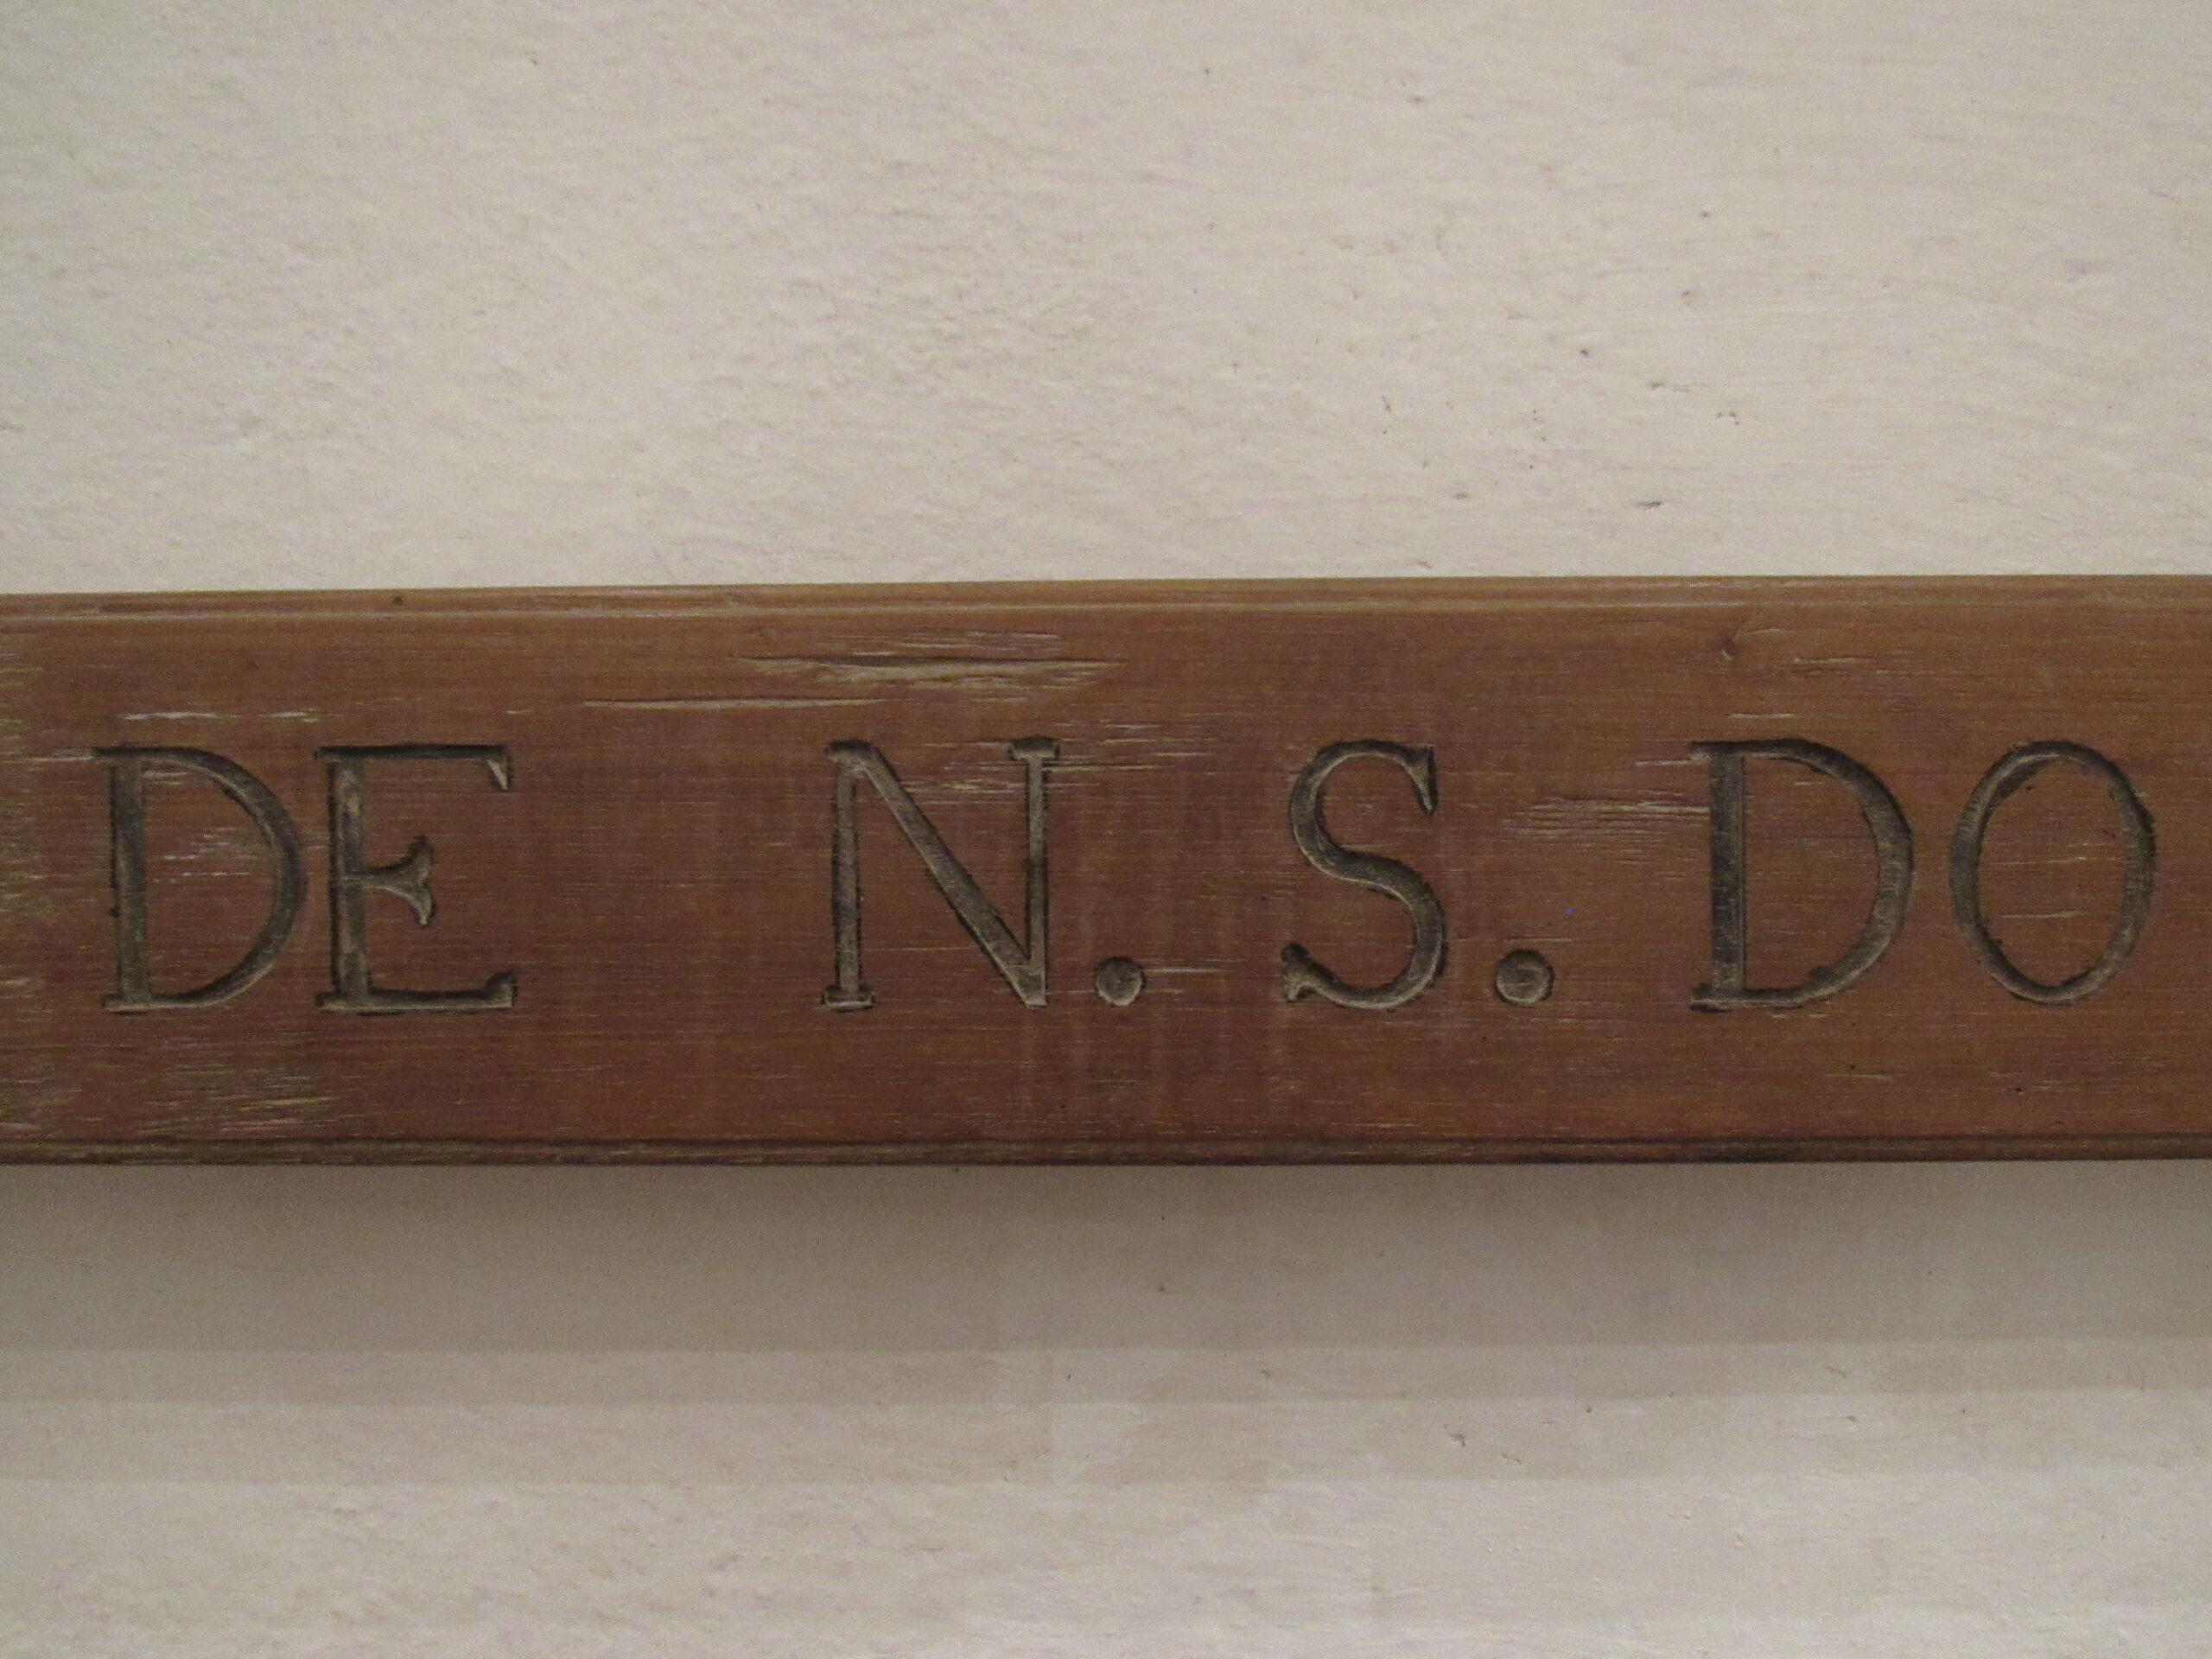 DE N. S. DO